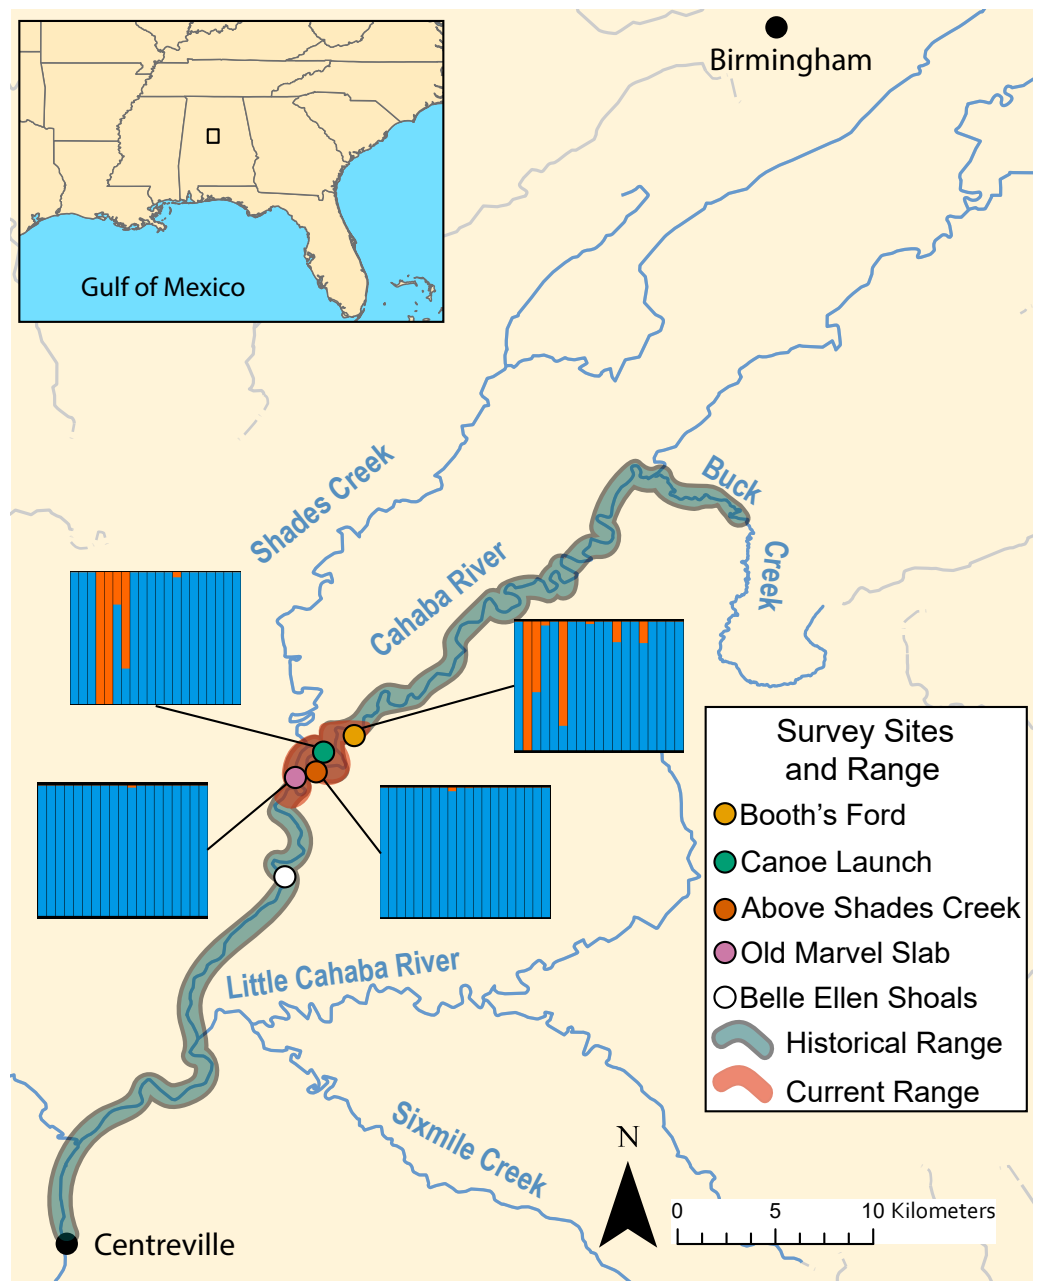 Birmingham
Gulf of Mexico
Shades Creek
Buck
Creek
Cahaba River
Survey Sites
and Range
Booth's Ford
Canoe Launch
Above Shades Creek
Old Marvel Slab
Belle Ellen Shoals
Historical Range
Current Range
Little Cahaba River
Sixmile Creek
N
0 5 10 Kilometers
Centreville